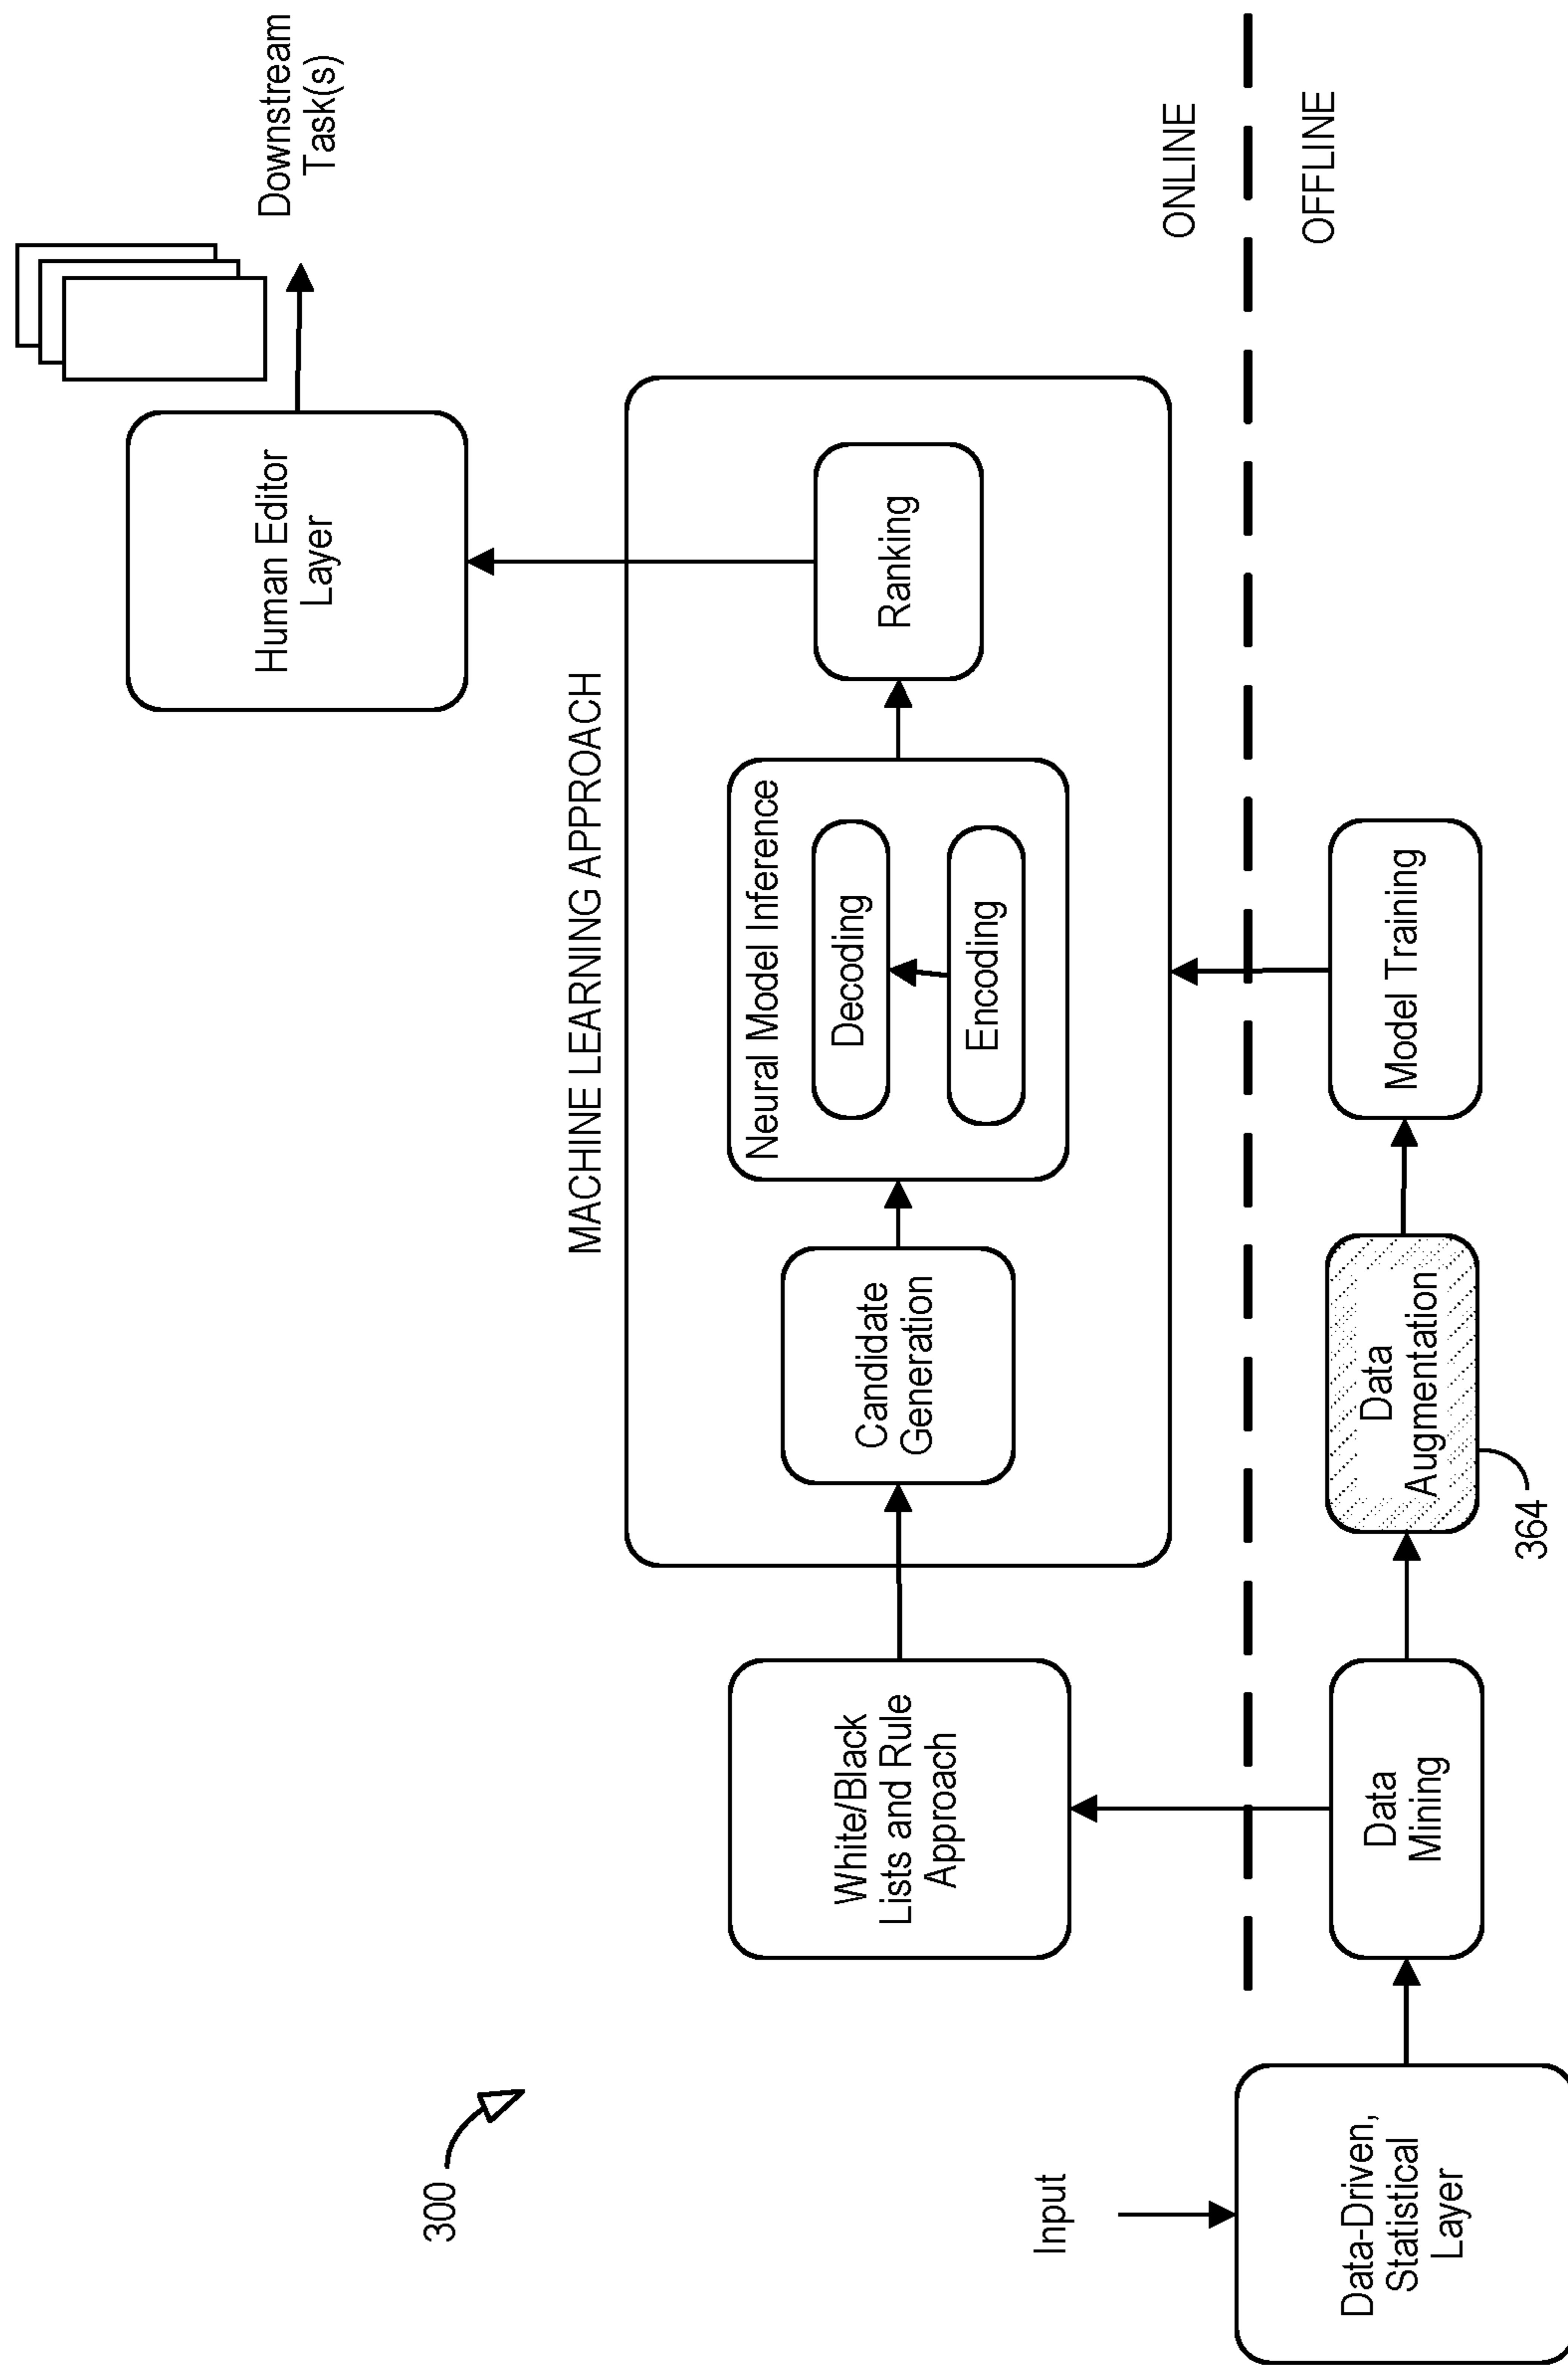 300
Downstream
Task(s)
Human Editor
Layer
MACHINE LEARNING APPROACH
White/Black
Lists and Rule
Approach
Candidate
Generation
Neural Model Inference
Decoding
Encoding
Ranking
ONLINE
OFFLINE
Input
Data-Driven,
Statistical
Layer
Data
Mining
Data
Augmentation
364
Model Training